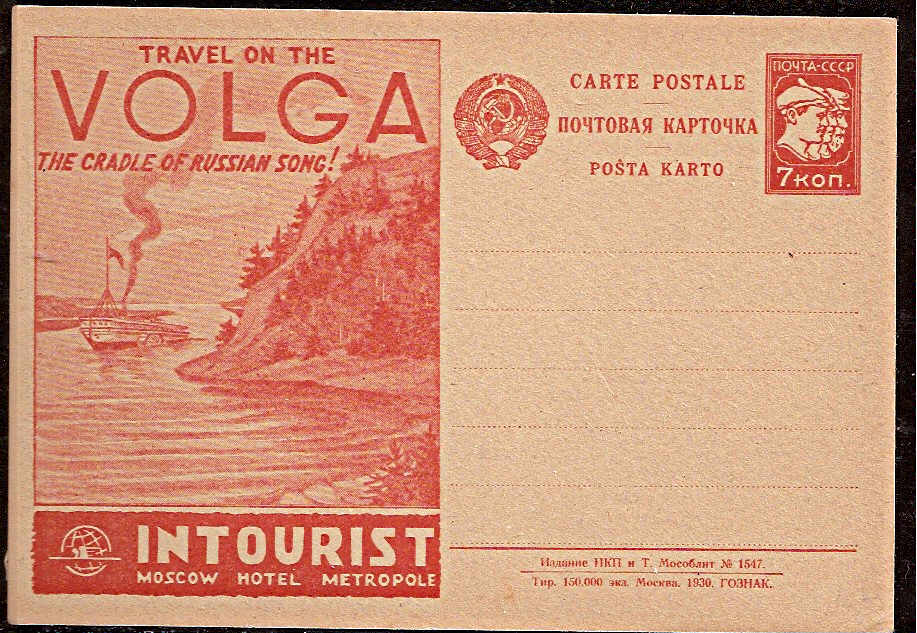 TRAVEL ON THE
VOLGA
THE CRADLE OF RUSSIAN SONG!
INTOURIST
MOSCOW HOTEL METROPOLE
CARTE POSTALE
ПОЧТОВАЯ КАРТОЧКА
POŜTA KARTO
ПОЧТА-СССР
7 КОП.
Издание НКП и Т. Мособлит № 1547.
Тир. 150.000 экз. Москва. 1930. ГОЗНАК.